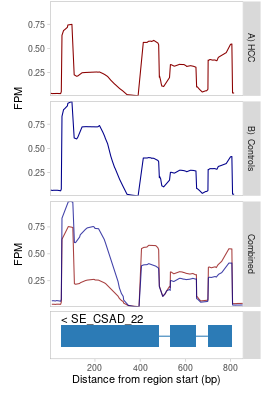 0.75
0.50
0.25
A) HCC
FPM
0.75
0.50
0.25
B) Controls
0.75
0.50
0.25
FPM
Combined
< SE_CSAD_22
200
400
600
800
Distance from region start (bp)